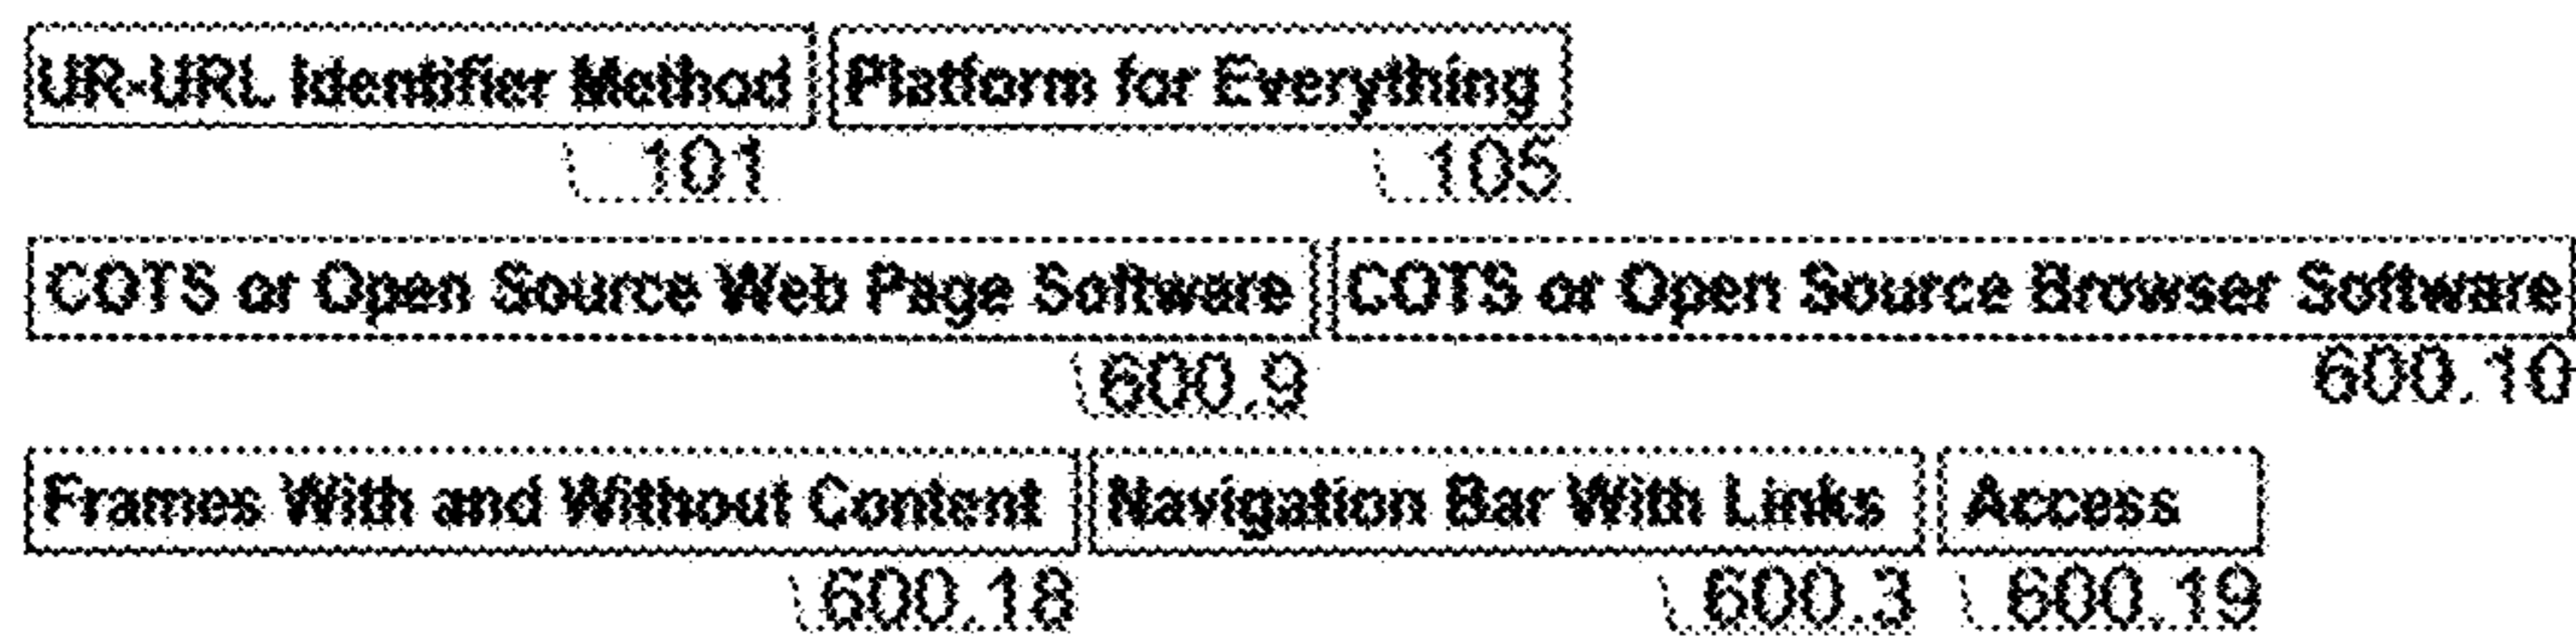 UR-URL Identifier Method Platform for Everything
101 105
COTS or Open Source Web Page Software COTS or Open Source Browser Software
600.9 600.10
Frames With and Without Content Navigation Bar With Links Access
600.18 600.3 600.19